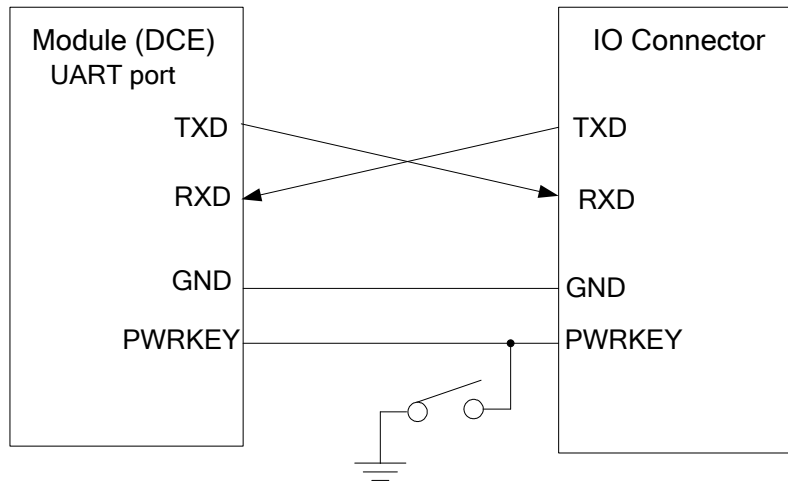 Module (DCE)
UART port
TXD
RXD
GND
PWRKEY
IO Connector
TXD
RXD
GND
PWRKEY